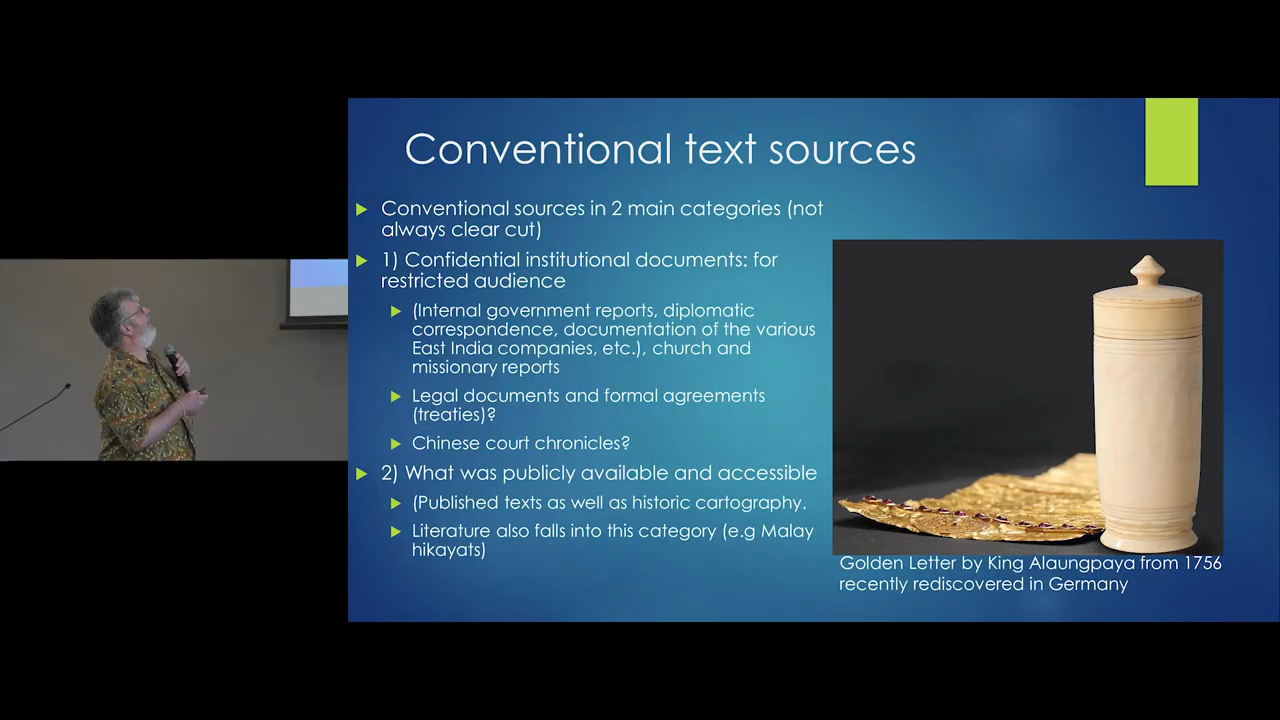 Conventional text sources
Conventional sources in 2 main categories (not
always clear cut)
1) Confidential institutional documents: for
restricted audience
(Internal government reports, diplomatic
correspondence, documentation of the various
East India companies, etc.), church and
missionary reports
Legal documents and formal agreements
(treaties)?
Chinese court chronicles?
2) What was publicly available and accessible
(Published texts as well as historic cartography.
Literature also falls into this category (e.g Malay
hikayats)
Golden Letter by King Alaungpaya from 1756
recently rediscovered in Germany